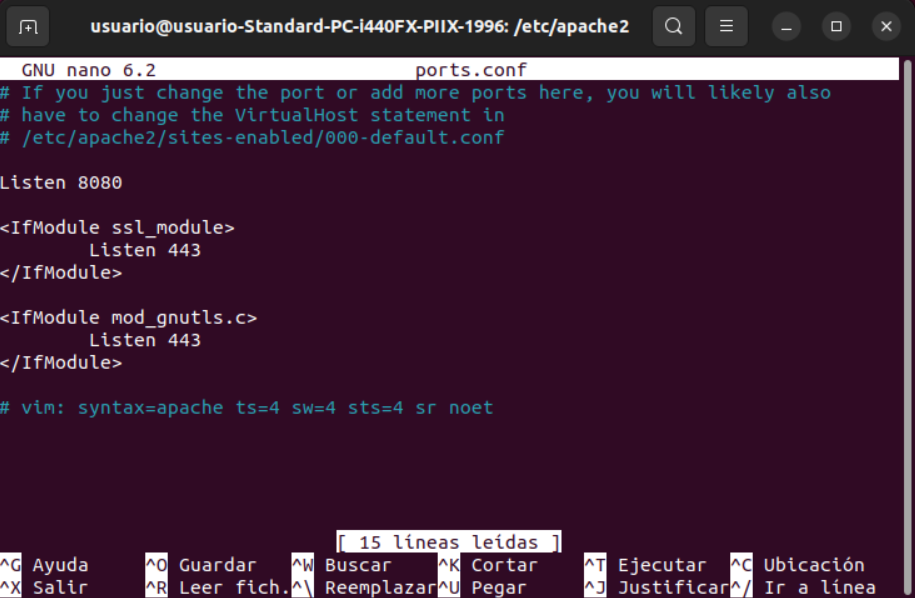 usuario@usuario-Standard-PC-i440FX-PIIX-1996: /etc/apache2
GNU nano 6.2 ports.conf
# If you just change the port or add more ports here, you will likely also
# have to change the VirtualHost statement in
# /etc/apache2/sites-enabled/000-default.conf
Listen 8080
<IfModule ssl_module>
Listen 443
</IfModule>
<IfModule mod_gnutls.c>
Listen 443
</IfModule>
# vim: syntax=apache ts=4 sw=4 sts=4 sr noet
[ 15 líneas leídas ]
^G Ayuda ^O Guardar ^W Buscar ^K Cortar ^T Ejecutar ^C Ubicación
^X Salir ^R Leer fich. ^\ Reemplazar ^U Pegar ^J Justificar ^/ Ir a línea